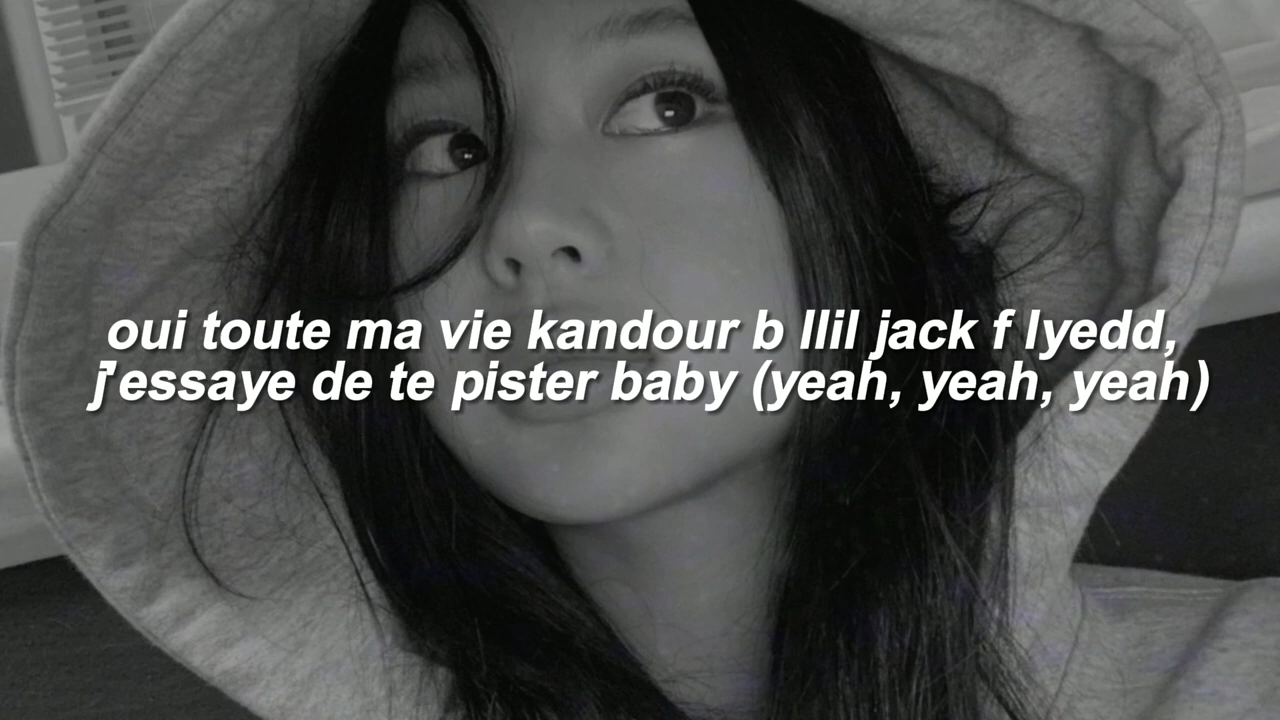 oui toute ma vie kandour b llil jack f lyedd,
j'essaye de te pister baby (yeah, yeah, yeah)